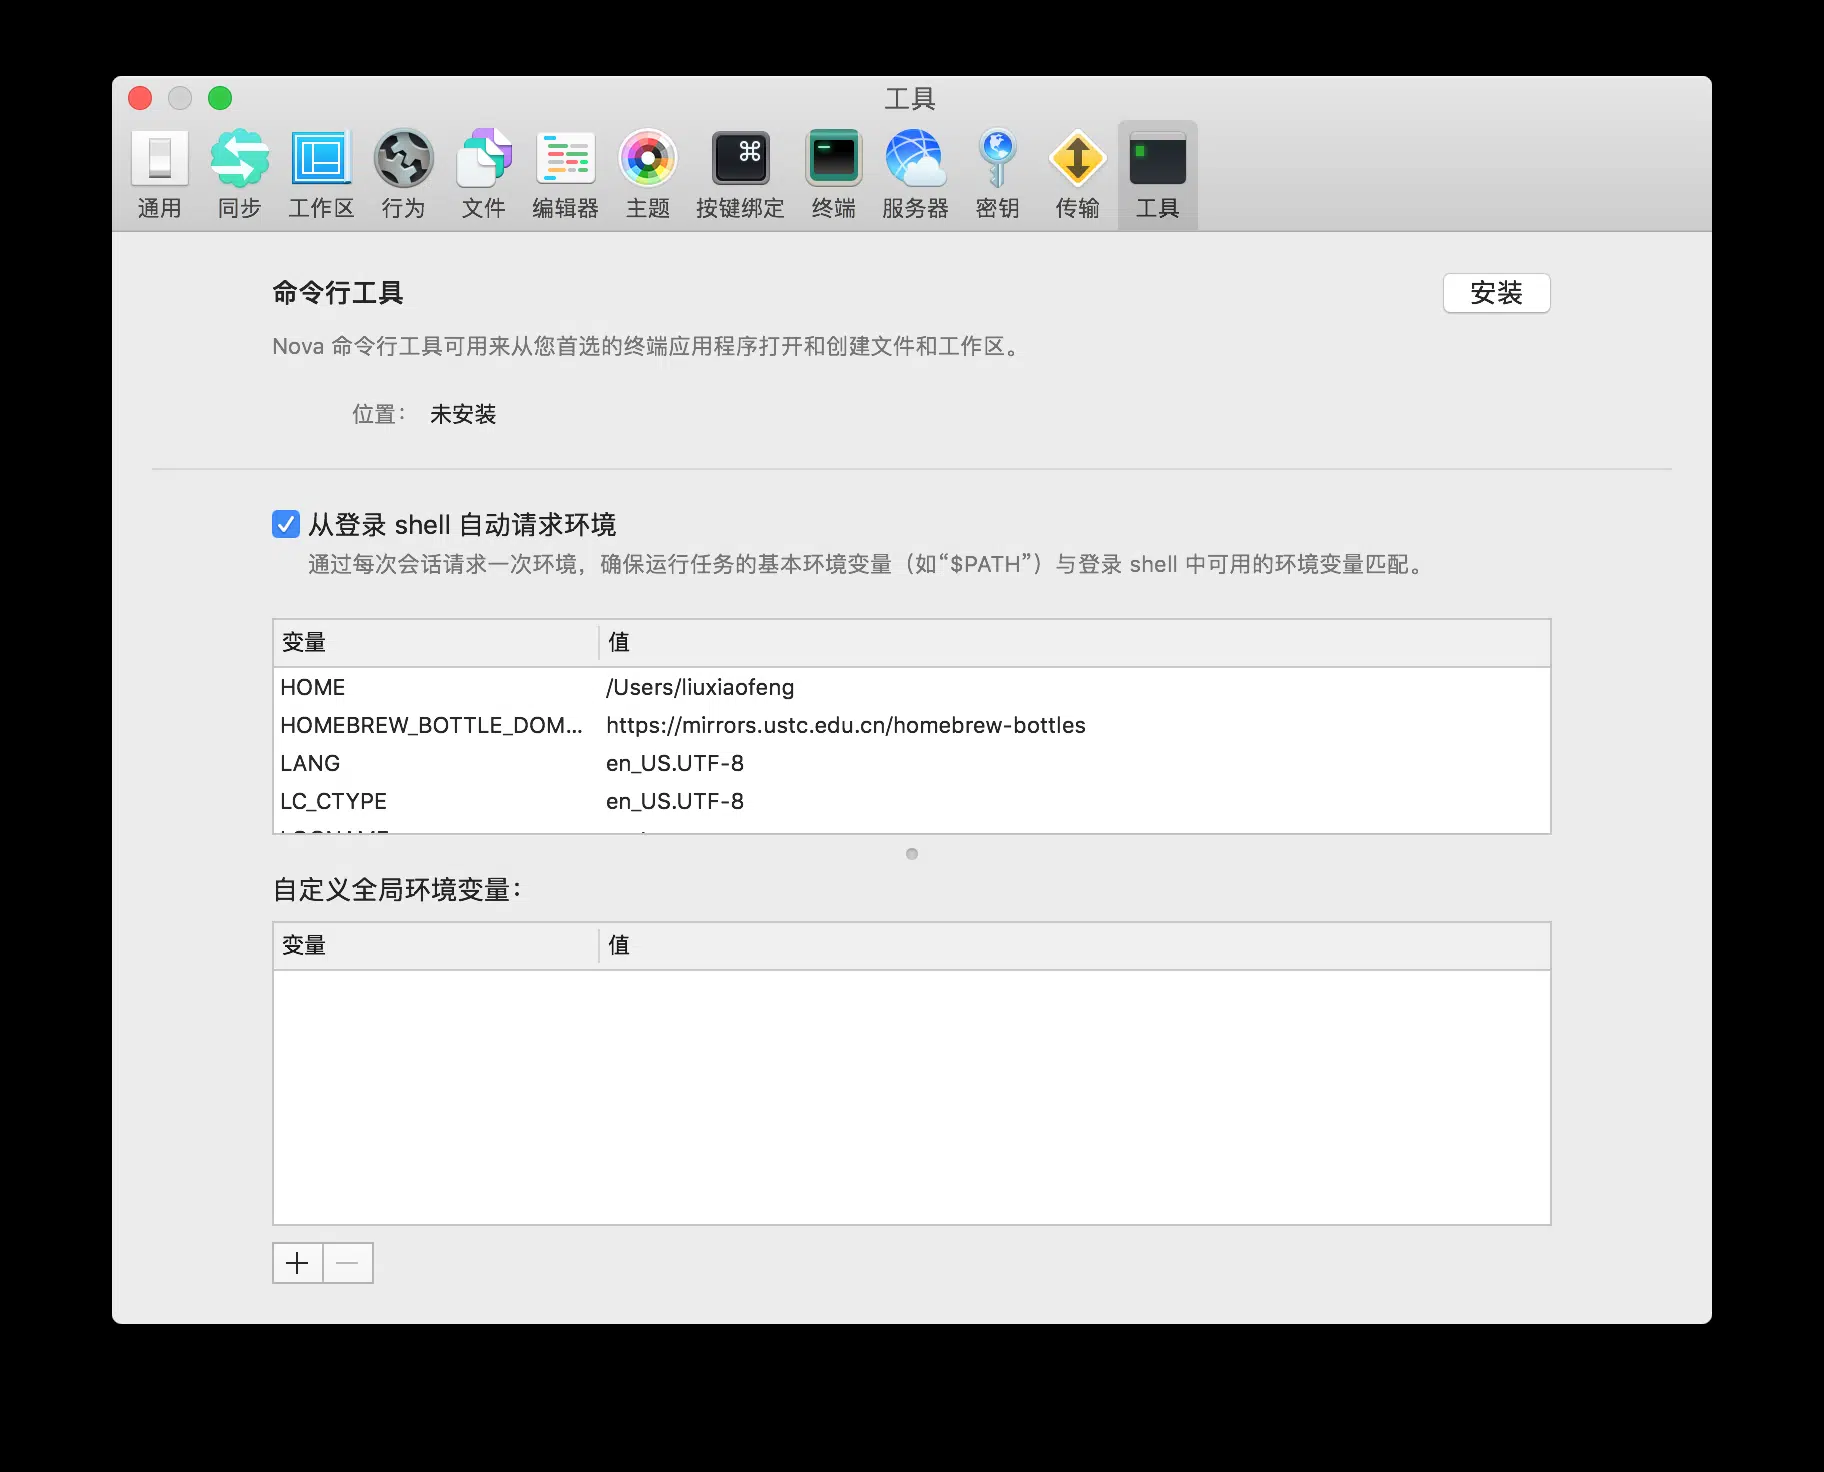 工具
通用 同步 工作区 行为 文件 编辑器 主题 按键绑定 终端 服务器 密钥 传输 工具
命令行工具 安装
Nova 命令行工具可用来从您首选的终端应用程序打开和创建文件和工作区。
位置： 未安装
从登录 shell 自动请求环境
通过每次会话请求一次环境，确保运行任务的基本环境变量（如“$PATH”）与登录 shell 中可用的环境变量匹配。
变量 值
HOME /Users/liuxiaofeng
HOMEBREW_BOTTLE_DOM... https://mirrors.ustc.edu.cn/homebrew-bottles
LANG en_US.UTF-8
LC_CTYPE en_US.UTF-8
自定义全局环境变量：
变量 值